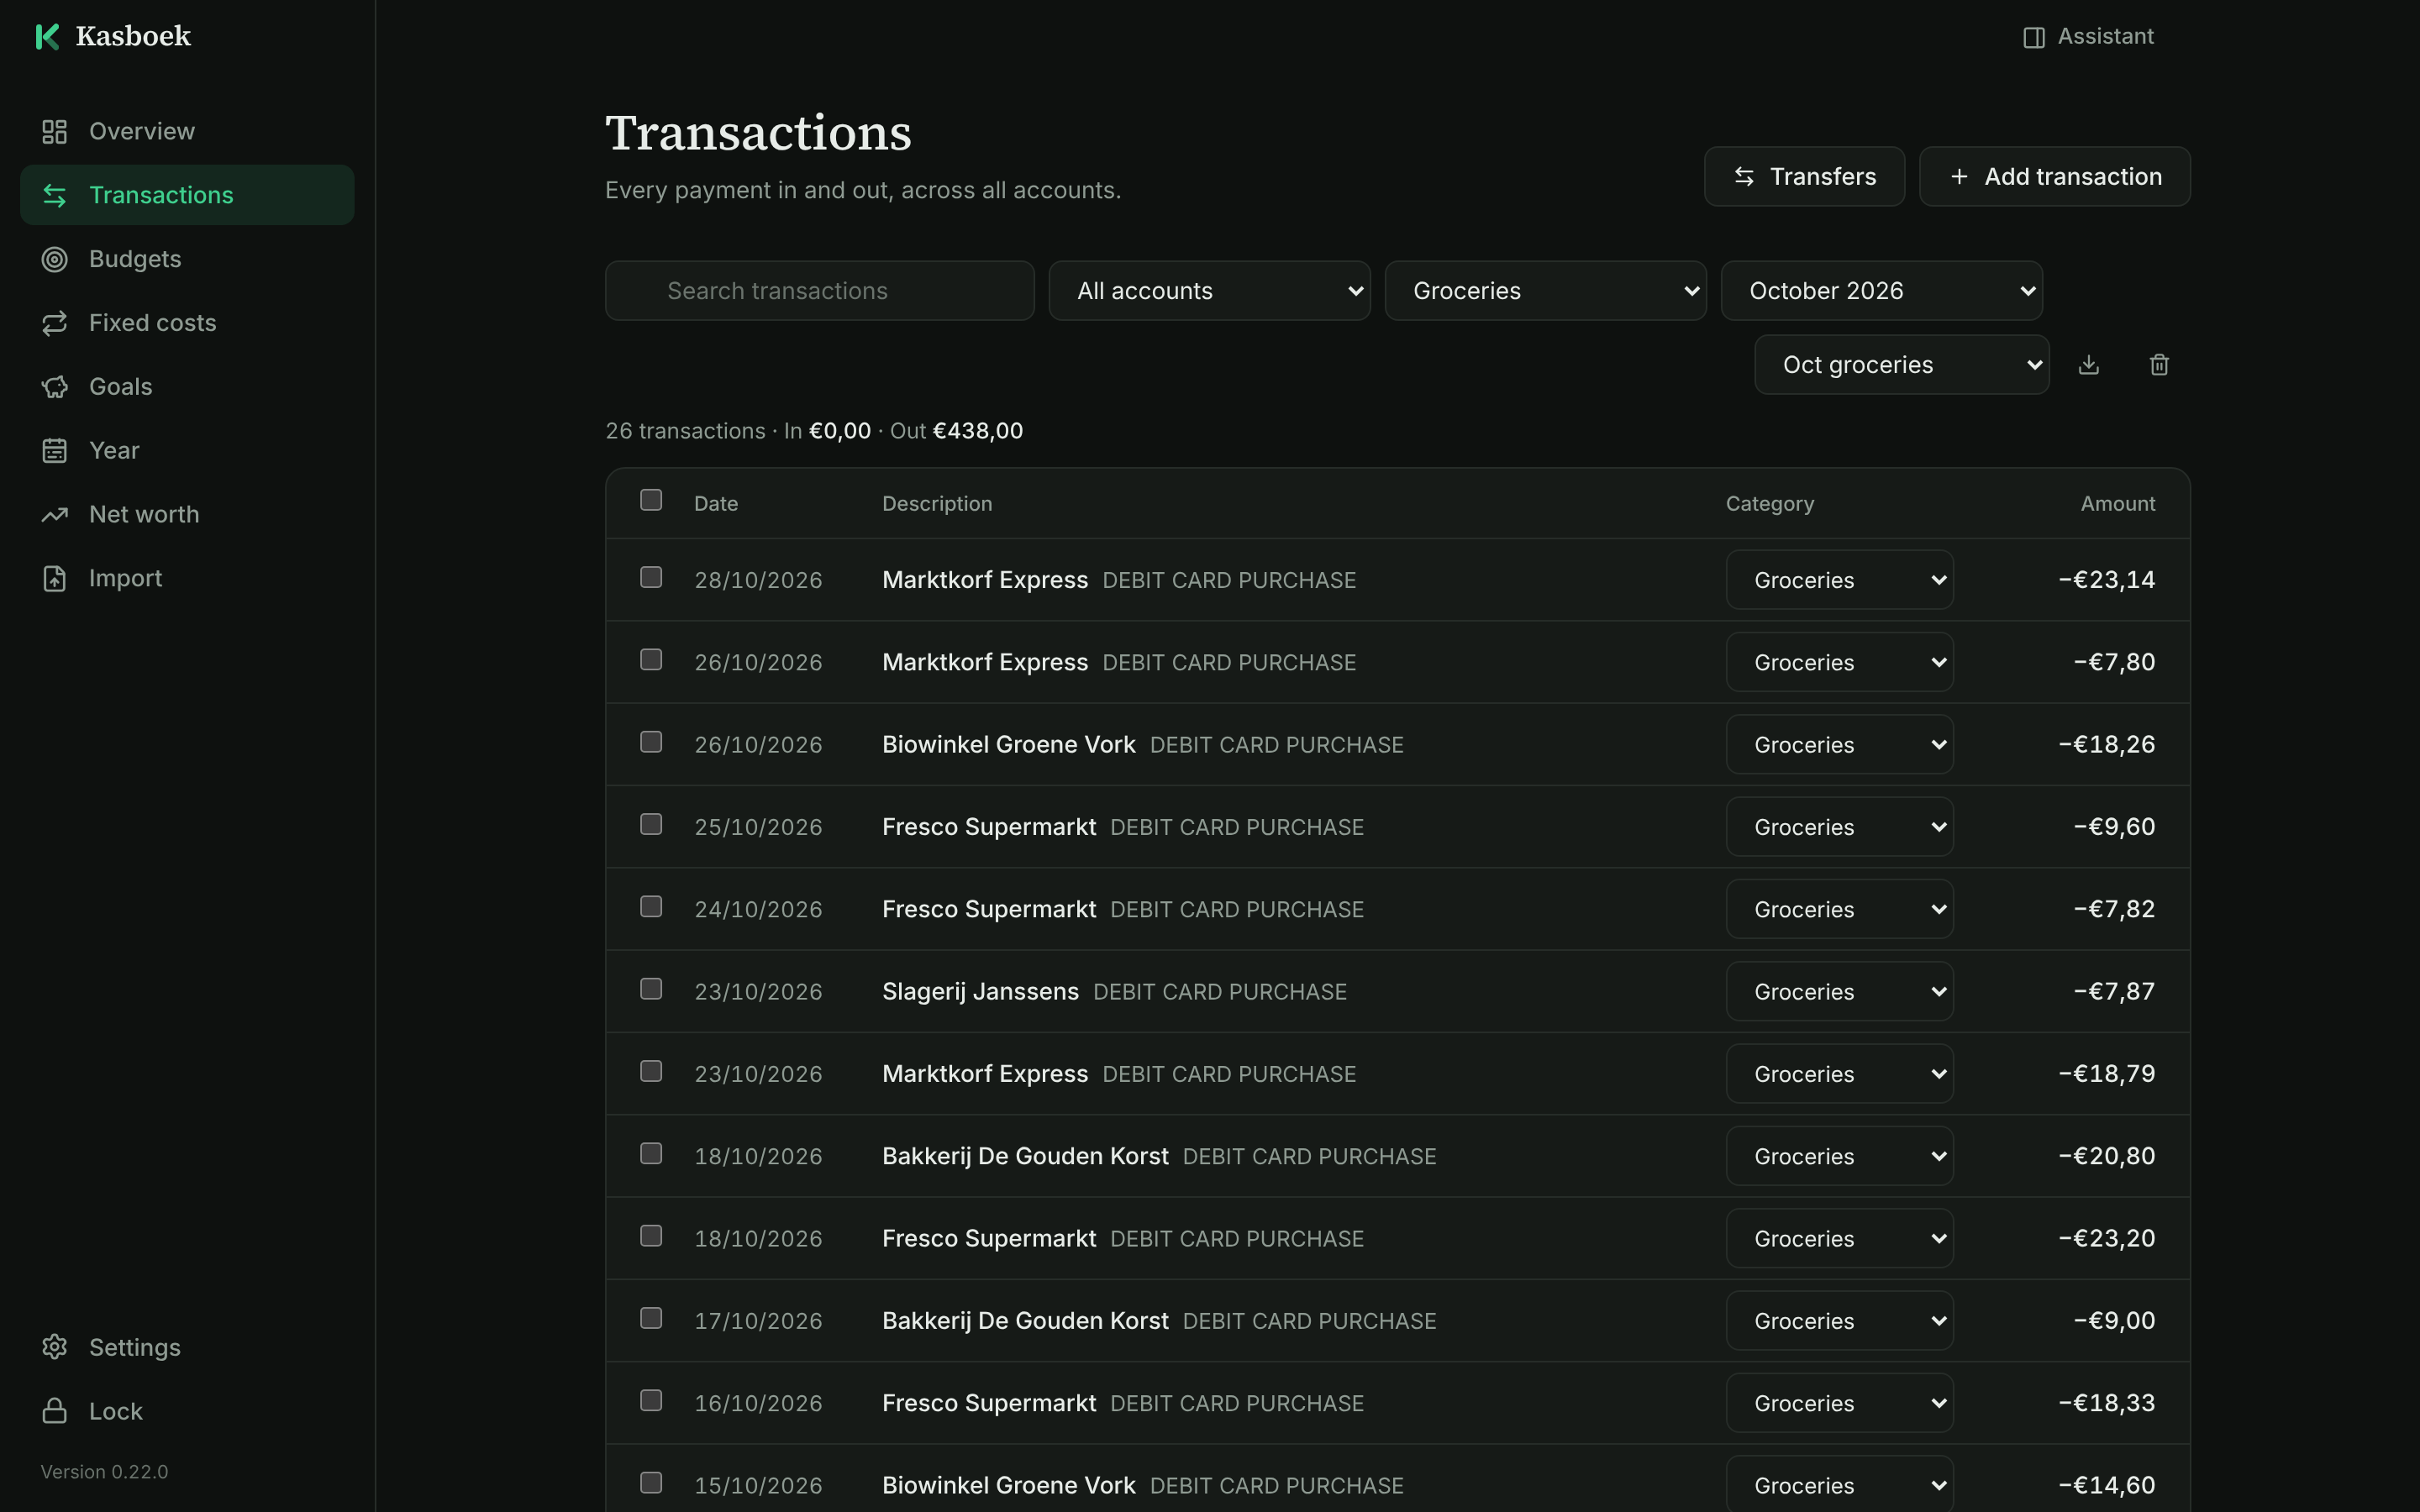 Kasboek
Assistant
Overview
Transactions
Budgets
Fixed costs
Goals
Year
Net worth
Import
Settings
Lock
Version 0.22.0
Transactions
Every payment in and out, across all accounts.
Transfers
Add transaction
Search transactions
All accounts
Groceries
October 2026
Oct groceries
26 transactions · In €0,00 · Out €438,00
Date Description Category Amount
28/10/2026 Marktkorf Express DEBIT CARD PURCHASE Groceries −€23,14
26/10/2026 Marktkorf Express DEBIT CARD PURCHASE Groceries −€7,80
26/10/2026 Biowinkel Groene Vork DEBIT CARD PURCHASE Groceries −€18,26
25/10/2026 Fresco Supermarkt DEBIT CARD PURCHASE Groceries −€9,60
24/10/2026 Fresco Supermarkt DEBIT CARD PURCHASE Groceries −€7,82
23/10/2026 Slagerij Janssens DEBIT CARD PURCHASE Groceries −€7,87
23/10/2026 Marktkorf Express DEBIT CARD PURCHASE Groceries −€18,79
18/10/2026 Bakkerij De Gouden Korst DEBIT CARD PURCHASE Groceries −€20,80
18/10/2026 Fresco Supermarkt DEBIT CARD PURCHASE Groceries −€23,20
17/10/2026 Bakkerij De Gouden Korst DEBIT CARD PURCHASE Groceries −€9,00
16/10/2026 Fresco Supermarkt DEBIT CARD PURCHASE Groceries −€18,33
15/10/2026 Biowinkel Groene Vork DEBIT CARD PURCHASE Groceries −€14,60